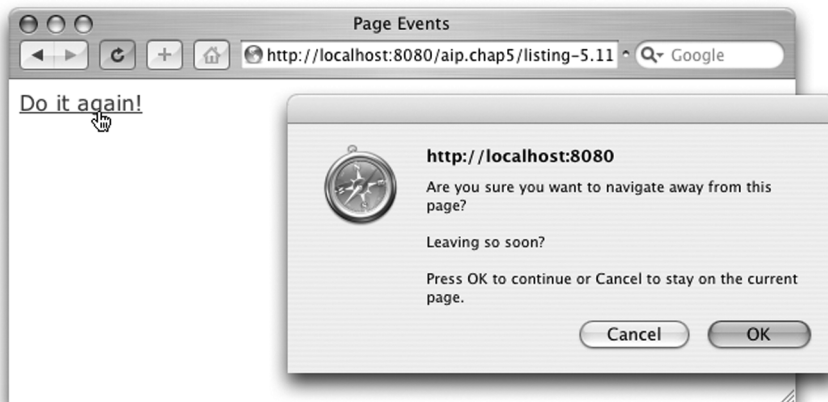 Page Events
http://localhost:8080/aip.chap5/listing-5.11
Google
Do it again!
http://localhost:8080
Are you sure you want to navigate away from this
page?
Leaving so soon?
Press OK to continue or Cancel to stay on the current
page.
Cancel
OK